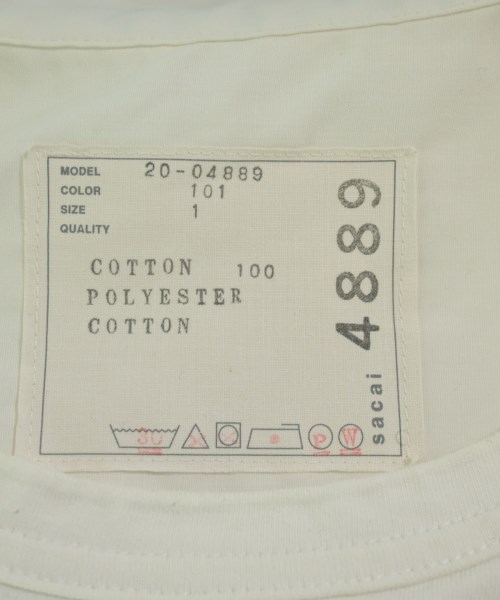 MODEL 20-04889
COLOR 101
SIZE 1
QUALITY
COTTON 100
POLYESTER
COTTON
4889
sacai
30
P
W